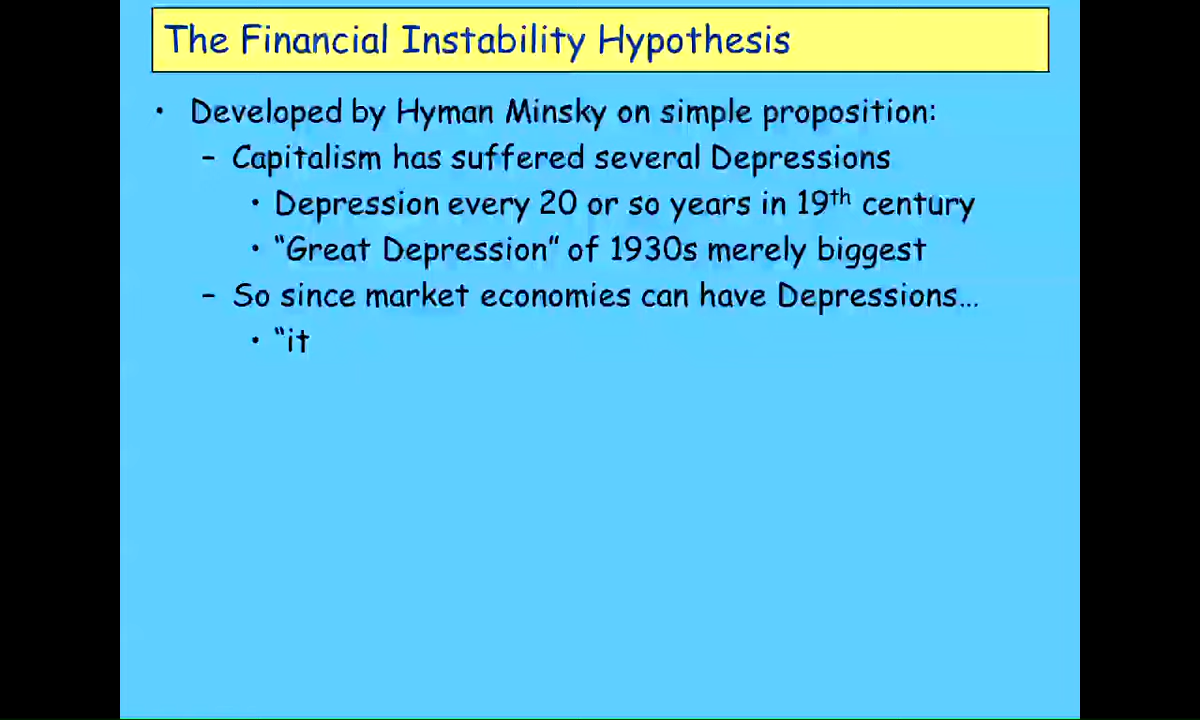 The Financial Instability Hypothesis
• Developed by Hyman Minsky on simple proposition:
– Capitalism has suffered several Depressions
• Depression every 20 or so years in 19th century
• “Great Depression” of 1930s merely biggest
– So since market economies can have Depressions…
• “it